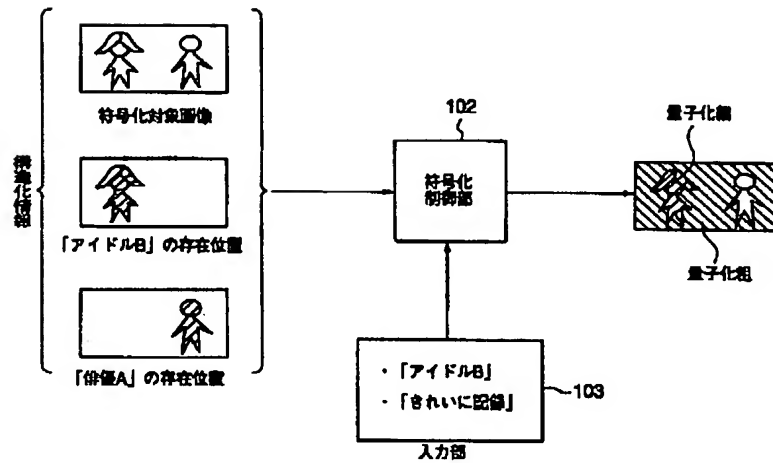 構造化情報
符号化対象画像
「アイドルB」の存在位置
「俳優A」の存在位置
102
符号化
制御部
量子化細
量子化粗
・「アイドルB」
・「きれいに記録」
103
入力部